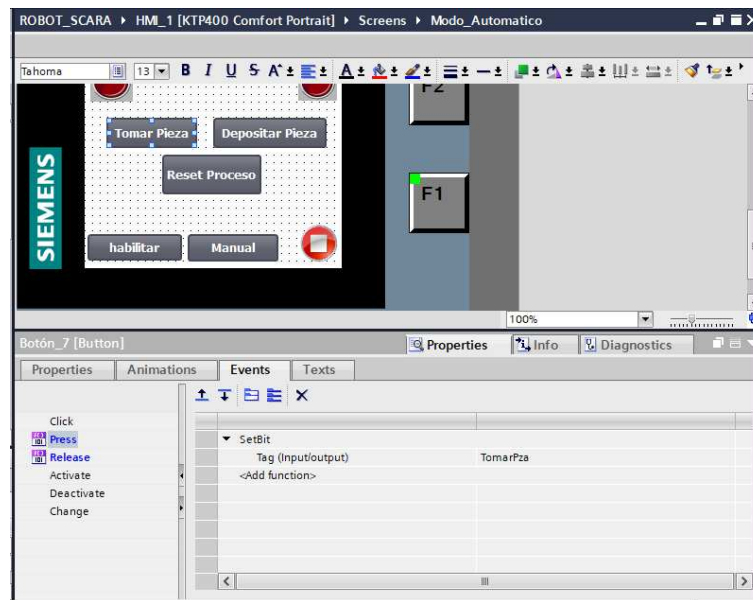 ROBOT_SCARA ▸ HMI_1 [KTP400 Comfort Portrait] ▸ Screens ▸ Modo_Automatico
Tahoma 13 B I U S A
F2
Tomar Pieza Depositar Pieza
Reset Proceso
SIEMENS
F1
habilitar Manual
100%
Botón_7 [Button] Properties Info Diagnostics
Properties Animations Events Texts
Click
Press
Release
Activate
Deactivate
Change
SetBit
Tag (Input/output) TomarPza
<Add function>